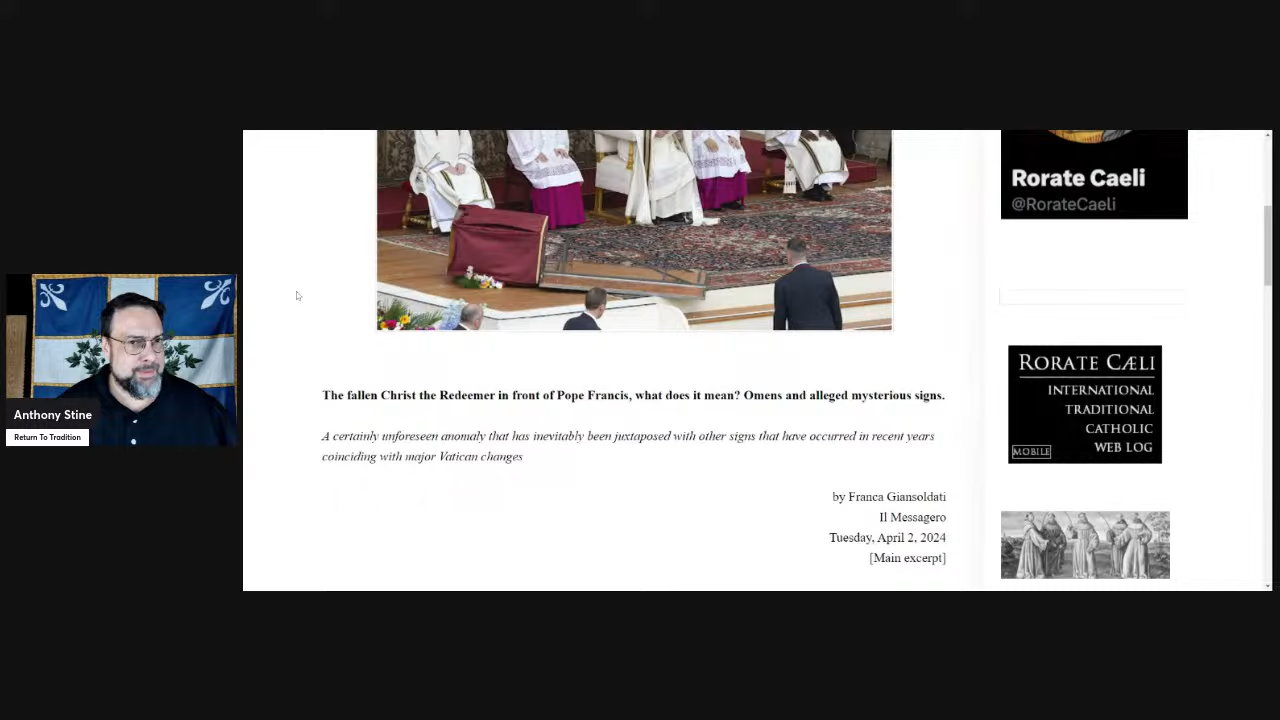 Rorate Caeli
@RorateCaeli
Anthony Stine
Return To Tradition
The fallen Christ the Redeemer in front of Pope Francis, what does it mean? Omens and alleged mysterious signs.
A certainly unforeseen anomaly that has inevitably been juxtaposed with other signs that have occurred in recent years
coinciding with major Vatican changes
by Franca Giansoldati
Il Messagero
Tuesday, April 2, 2024
[Main excerpt]
RORATE CÆLI
INTERNATIONAL
TRADITIONAL
CATHOLIC
WEB LOG
MOBILE